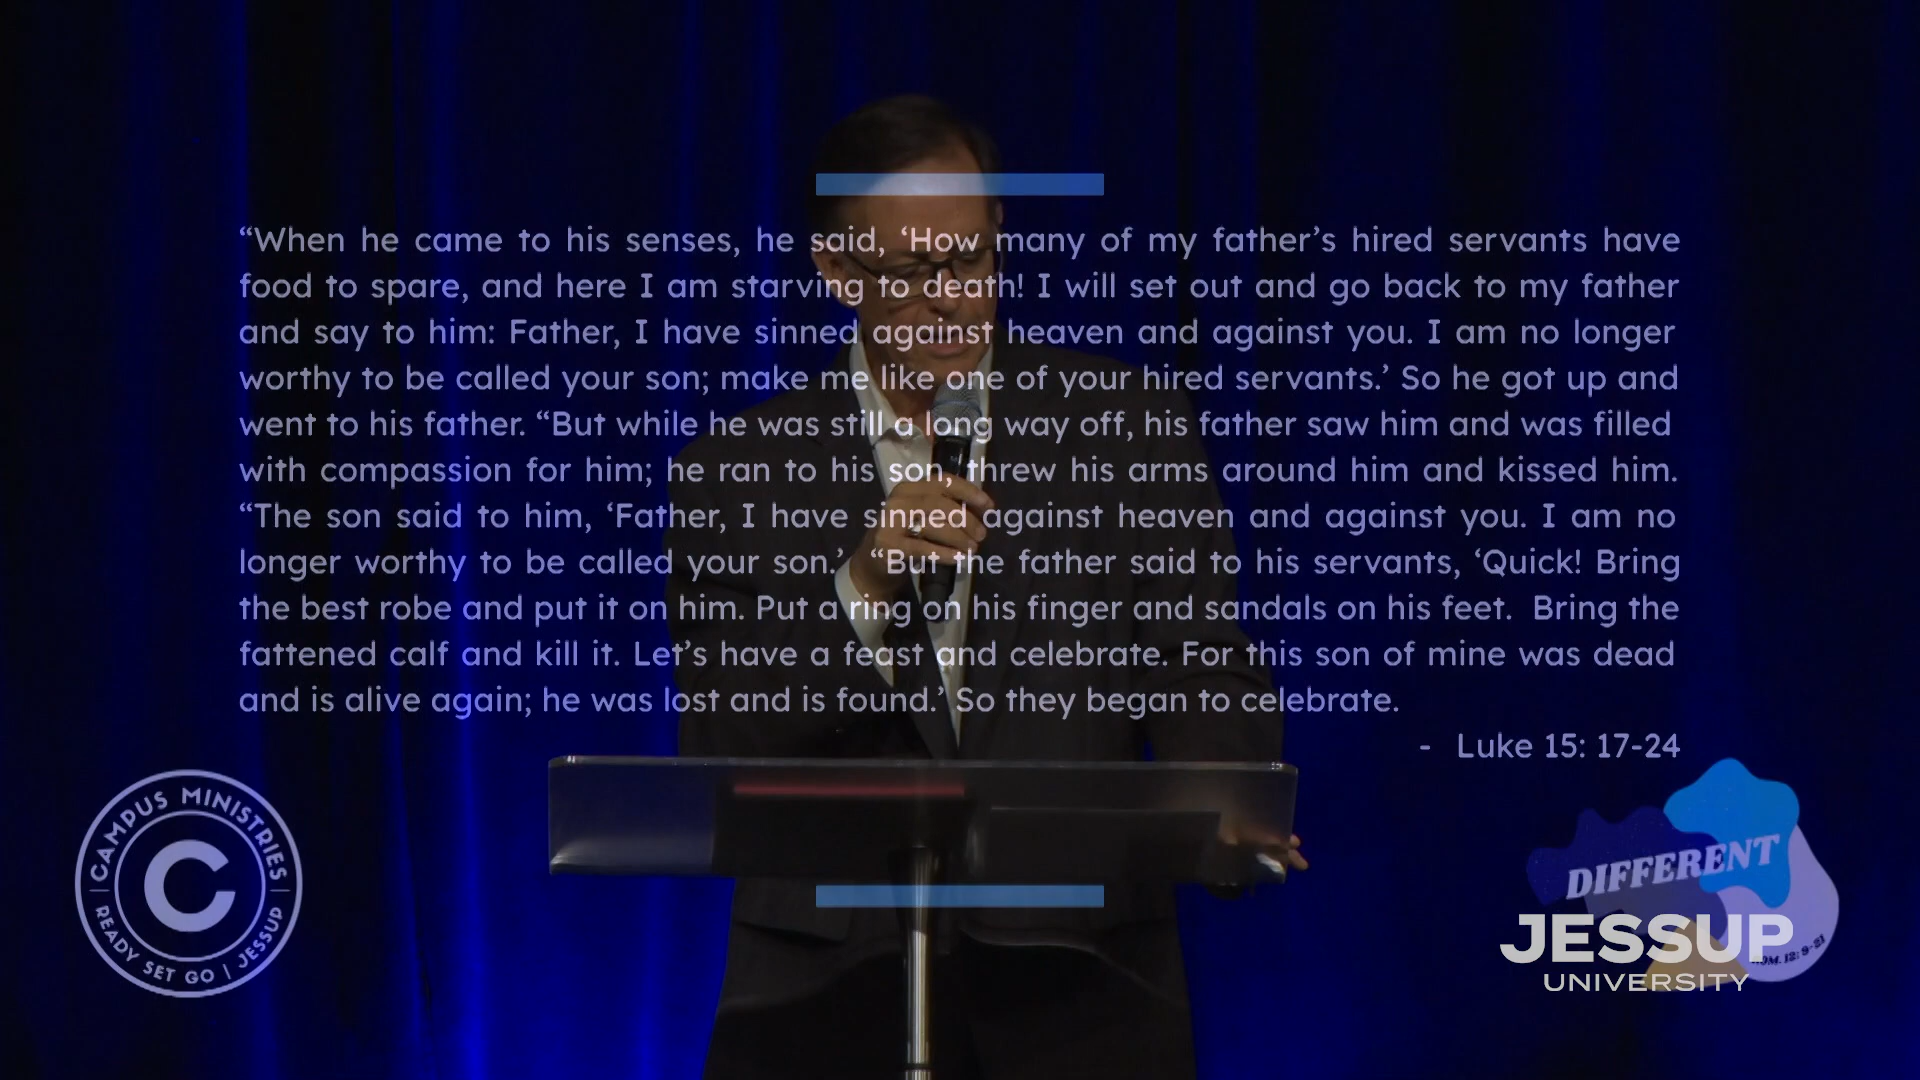 “When he came to his senses, he said, ‘How many of my father’s hired servants have
food to spare, and here I am starving to death! I will set out and go back to my father
and say to him: Father, I have sinned against heaven and against you. I am no longer
worthy to be called your son; make me like one of your hired servants.’ So he got up and
went to his father. “But while he was still a long way off, his father saw him and was filled
with compassion for him; he ran to his son, threw his arms around him and kissed him.
“The son said to him, ‘Father, I have sinned against heaven and against you. I am no
longer worthy to be called your son.’ “But the father said to his servants, ‘Quick! Bring
the best robe and put it on him. Put a ring on his finger and sandals on his feet. Bring the
fattened calf and kill it. Let’s have a feast and celebrate. For this son of mine was dead
and is alive again; he was lost and is found.’ So they began to celebrate.
- Luke 15: 17-24
CAMPUS MINISTRIES
C
READY SET GO | JESSUP
DIFFERENT
JESSUP
ROM. 12: 9-21
UNIVERSITY